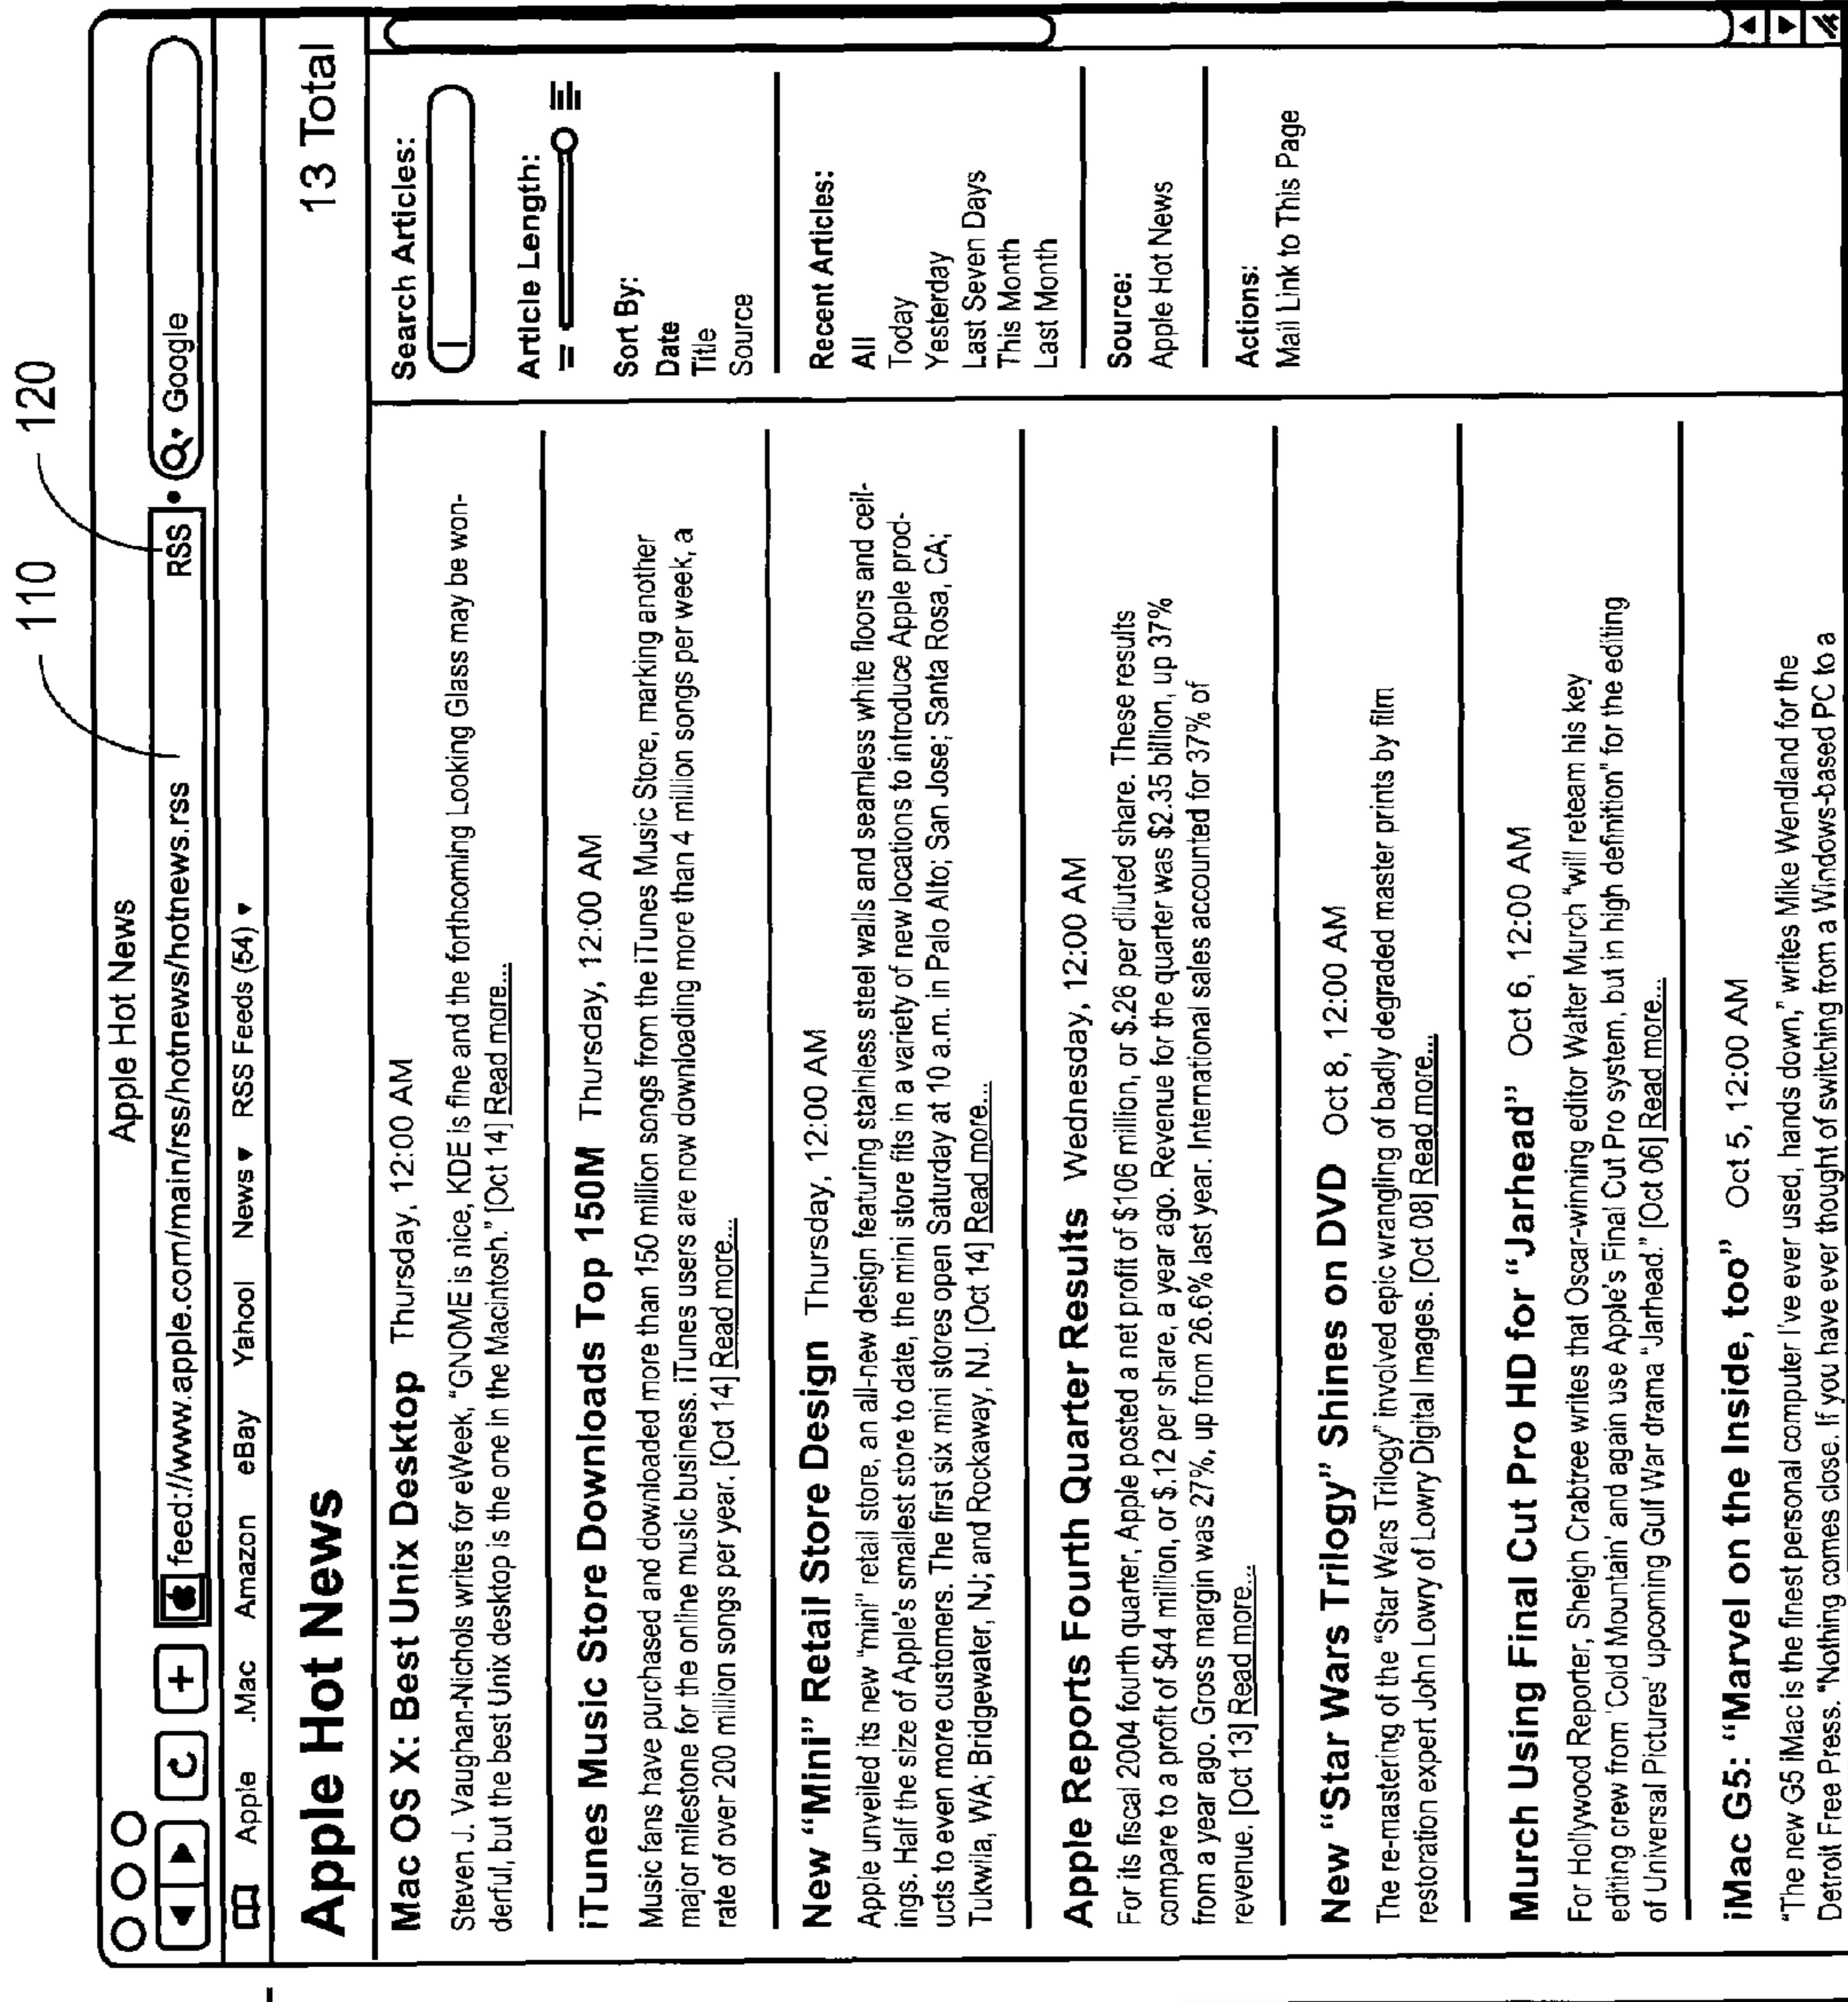 110
120
Apple Hot News
feed://www.apple.com/main/rss/hotnews/hotnews.rss
RSS
Google
Apple .Mac Amazon eBay Yahool News ▾ RSS Feeds (54) ▾
Apple Hot News
13 Total
Mac OS X: Best Unix Desktop Thursday, 12:00 AM
Steven J. Vaughan-Nichols writes for eWeek, "GNOME is nice, KDE is fine and the forthcoming Looking Glass may be won-
derful, but the best Unix desktop is the one in the Macintosh." [Oct 14] Read more...
iTunes Music Store Downloads Top 150M Thursday, 12:00 AM
Music fans have purchased and downloaded more than 150 million songs from the iTunes Music Store, marking another
major milestone for the online music business. iTunes users are now downloading more than 4 million songs per week, a
rate of over 200 million songs per year. [Oct 14] Read more...
New "Mini" Retail Store Design Thursday, 12:00 AM
Apple unveiled its new "mini" retail store, an all-new design featuring stainless steel walls and seamless white floors and ceil-
ings. Half the size of Apple's smallest store to date, the mini store fits in a variety of new locations to introduce Apple prod-
ucts to even more customers. The first six mini stores open Saturday at 10 a.m. in Palo Alto; San Jose; Santa Rosa, CA;
Tukwila, WA; Bridgewater, NJ; and Rockaway, NJ. [Oct 14] Read more...
Apple Reports Fourth Quarter Results Wednesday, 12:00 AM
For its fiscal 2004 fourth quarter, Apple posted a net profit of $106 million, or $.26 per diluted share. These results
compare to a profit of $44 million, or $.12 per share, a year ago. Revenue for the quarter was $2.35 billion, up 37%
from a year ago. Gross margin was 27%, up from 26.6% last year. International sales accounted for 37% of
revenue. [Oct 13] Read more...
New "Star Wars Trilogy" Shines on DVD Oct 8, 12:00 AM
The re-mastering of the "Star Wars Trilogy" involved epic wrangling of badly degraded master prints by film
restoration expert John Lowry of Lowry Digital Images. [Oct 08] Read more...
Murch Using Final Cut Pro HD for "Jarhead" Oct 6, 12:00 AM
For Hollywood Reporter, Sheigh Crabtree writes that Oscar-winning editor Walter Murch "will reteam his key
editing crew from 'Cold Mountain' and again use Apple's Final Cut Pro system, but in high definition" for the editing
of Universal Pictures' upcoming Gulf War drama "Jarhead." [Oct 06] Read more...
iMac G5: "Marvel on the Inside, too" Oct 5, 12:00 AM
"The new G5 iMac is the finest personal computer I've ever used, hands down," writes Mike Wendland for the
Detroit Free Press. "Nothing comes close. If you have ever thought of switching from a Windows-based PC to a
Search Articles:
Article Length:
Sort By:
Date
Title
Source
Recent Articles:
All
Today
Yesterday
Last Seven Days
This Month
Last Month
Source:
Apple Hot News
Actions:
Mail Link to This Page